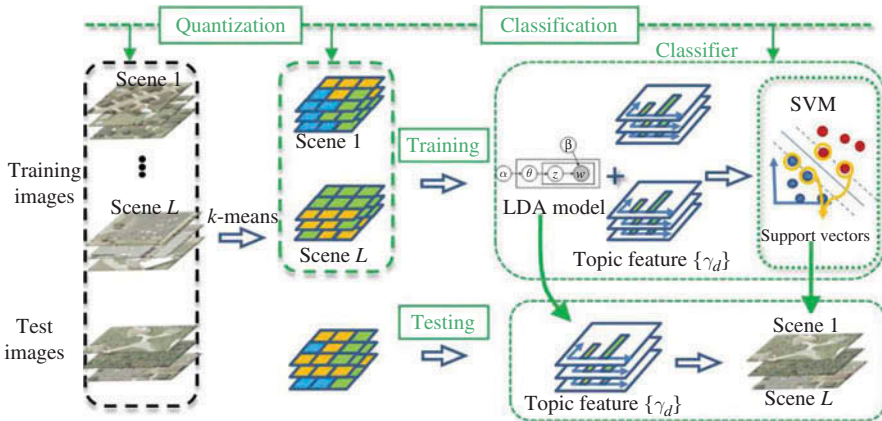 Quantization
Classification
Classifier
Scene 1
Training
images
Scene L
k-means
Scene 1
Scene L
Training
α
θ
z
w
β
LDA model
+
Topic feature {γd}
SVM
Support vectors
Test
images
Testing
Topic feature {γd}
Scene 1
Scene L